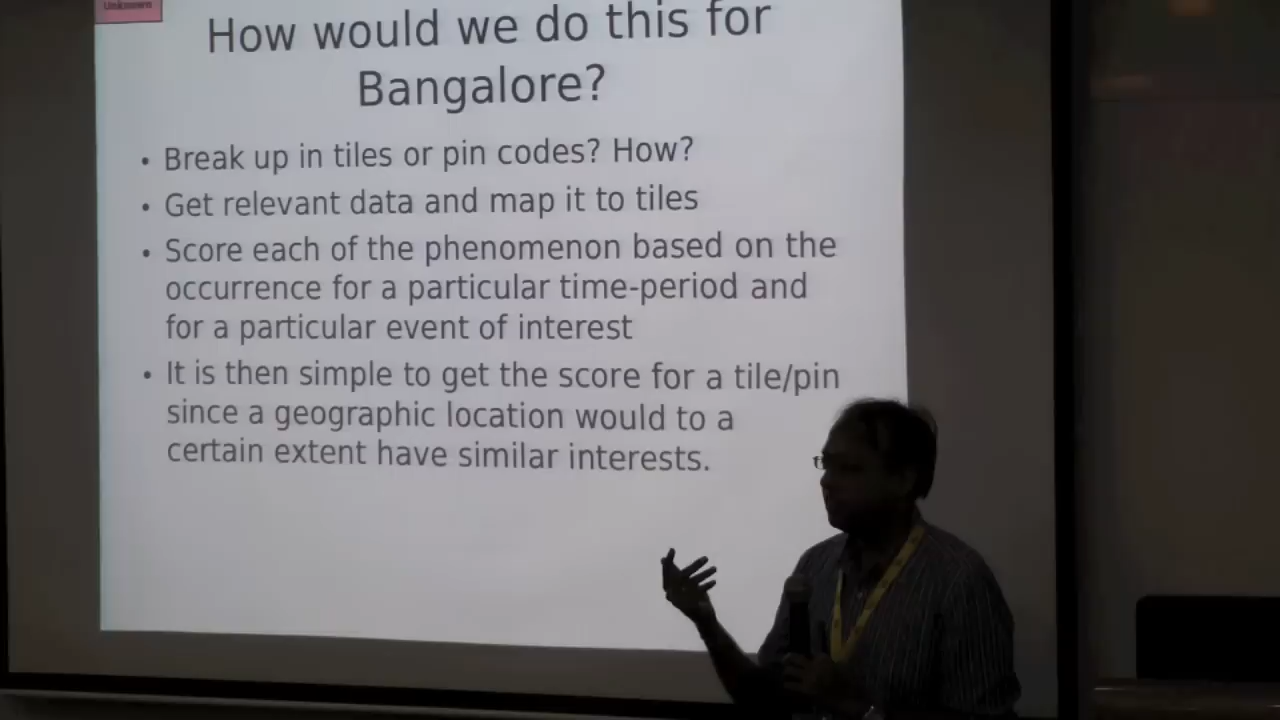 Unknown
How would we do this for
Bangalore?
• Break up in tiles or pin codes? How?
• Get relevant data and map it to tiles
• Score each of the phenomenon based on the
occurrence for a particular time-period and
for a particular event of interest
• It is then simple to get the score for a tile/pin
since a geographic location would to a
certain extent have similar interests.